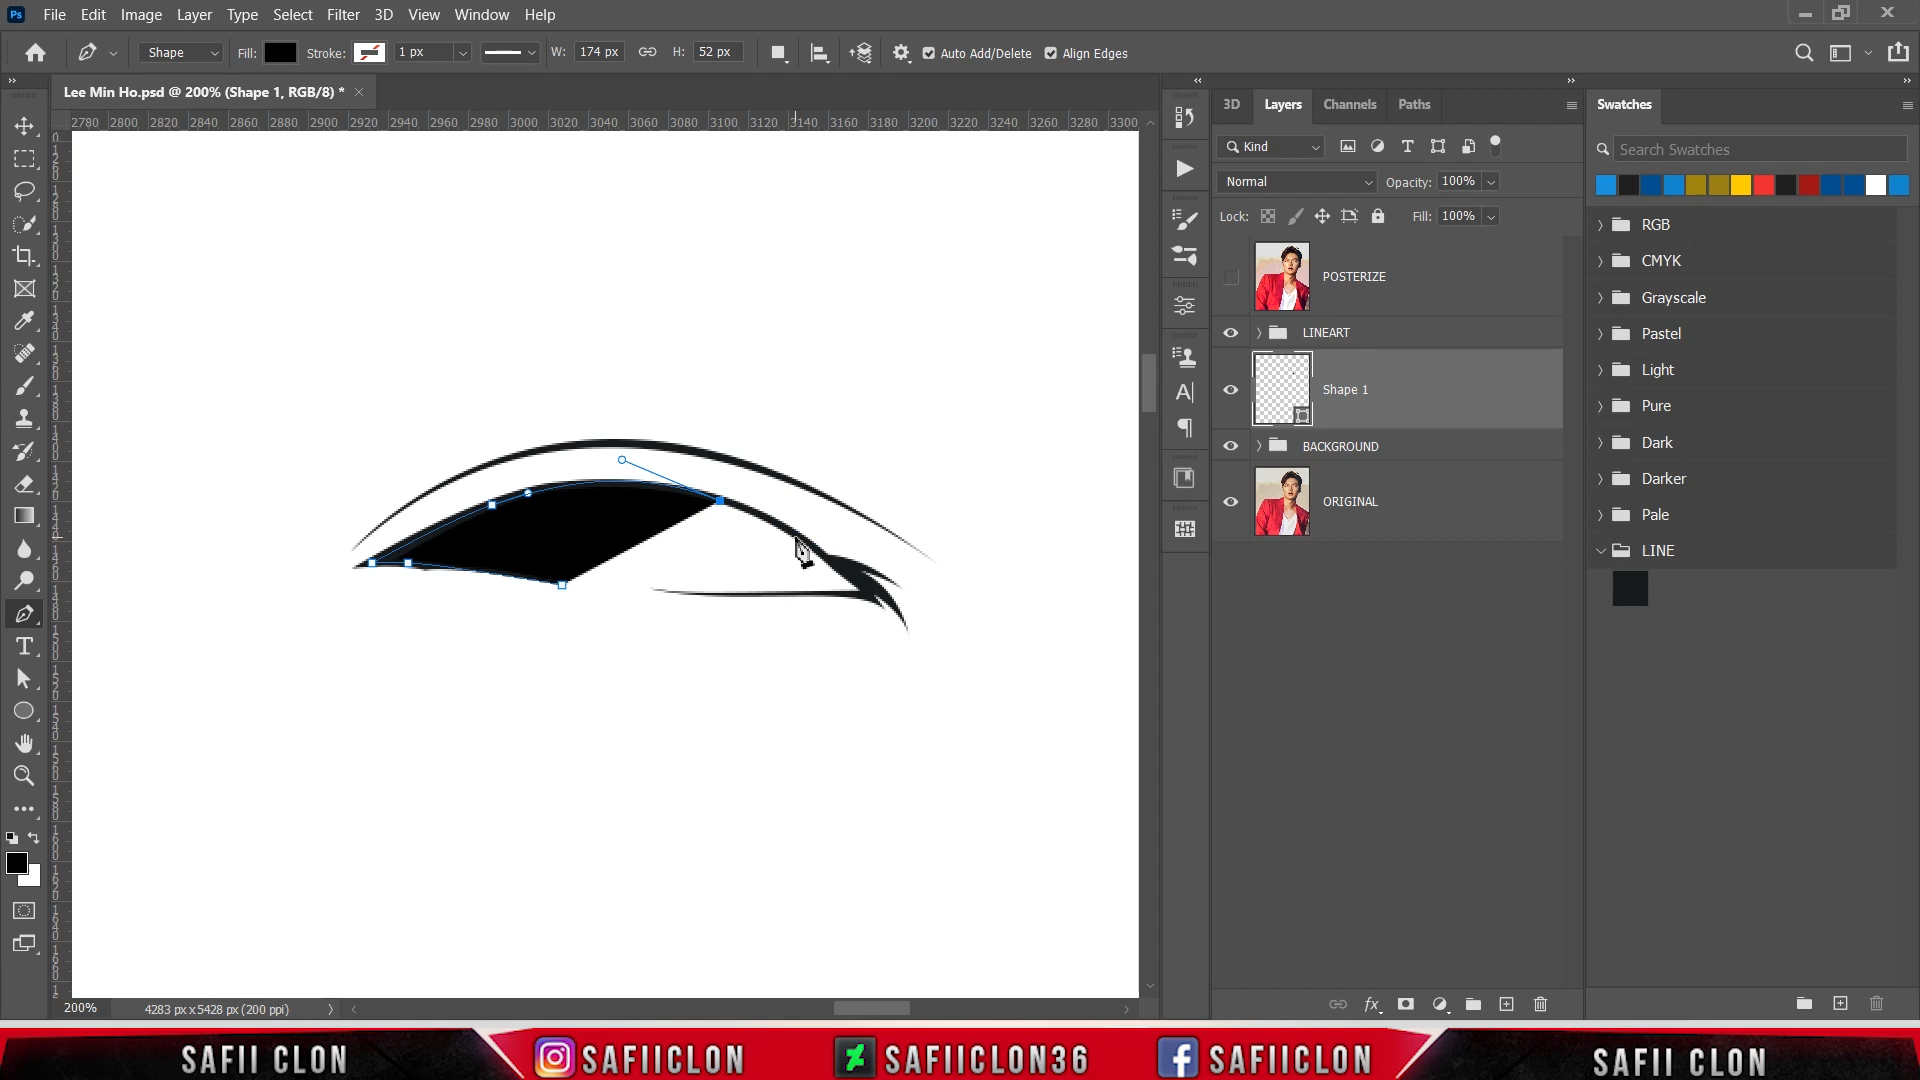 Ps File Edit Image Layer Type Select Filter 3D View Window Help
Shape Fill: Stroke: 1 px W: 174 px H: 52 px Auto Add/Delete Align Edges
Lee Min Ho.psd @ 200% (Shape 1, RGB/8) *
2780 2800 2820 2840 2860 2880 2900 2920 2940 2960 2980 3000 3020 3040 3060 3080 3100 3120 3140 3160 3180 3200 3220 3240 3260 3280 3300
3D Layers Channels Paths
Kind
Normal Opacity: 100%
Lock: Fill: 100%
POSTERIZE
LINEART
Shape 1
BACKGROUND
ORIGINAL
Swatches
Search Swatches
RGB
CMYK
Grayscale
Pastel
Light
Pure
Dark
Darker
Pale
LINE
200% 4283 px x 5428 px (200 ppi)
SAFII CLON SAFIICLON SAFIICLON36 SAFIICLON SAFII CLON